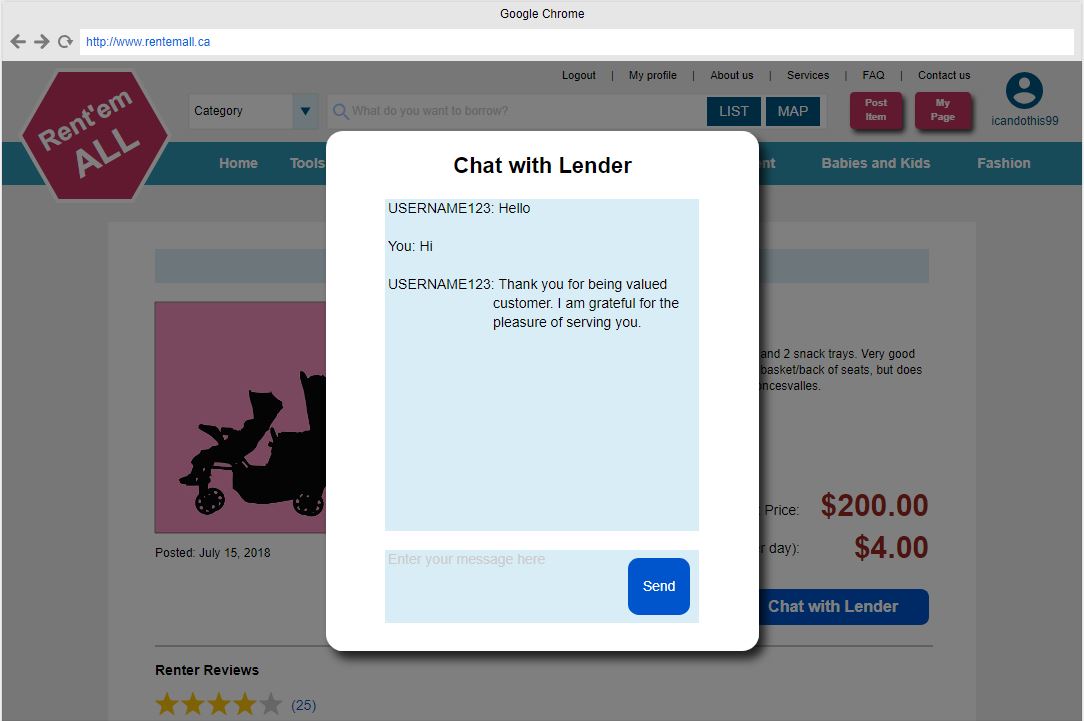 Google Chrome
http://www.rentemall.ca
Logout | My profile | About us | Services | FAQ | Contact us
Rent'em
ALL
Category
What do you want to borrow?
LIST
MAP
Post
Item
My
Page
icandothis99
Home
Tools
Babies and Kids
Fashion
Chat with Lender
USERNAME123: Hello
You: Hi
USERNAME123: Thank you for being valued
customer. I am grateful for the
pleasure of serving you.
and 2 snack trays. Very good
basket/back of seats, but does
oncesvalles.
Price: $200.00
day): $4.00
Posted: July 15, 2018
Enter your message here
Send
Chat with Lender
Renter Reviews
(25)